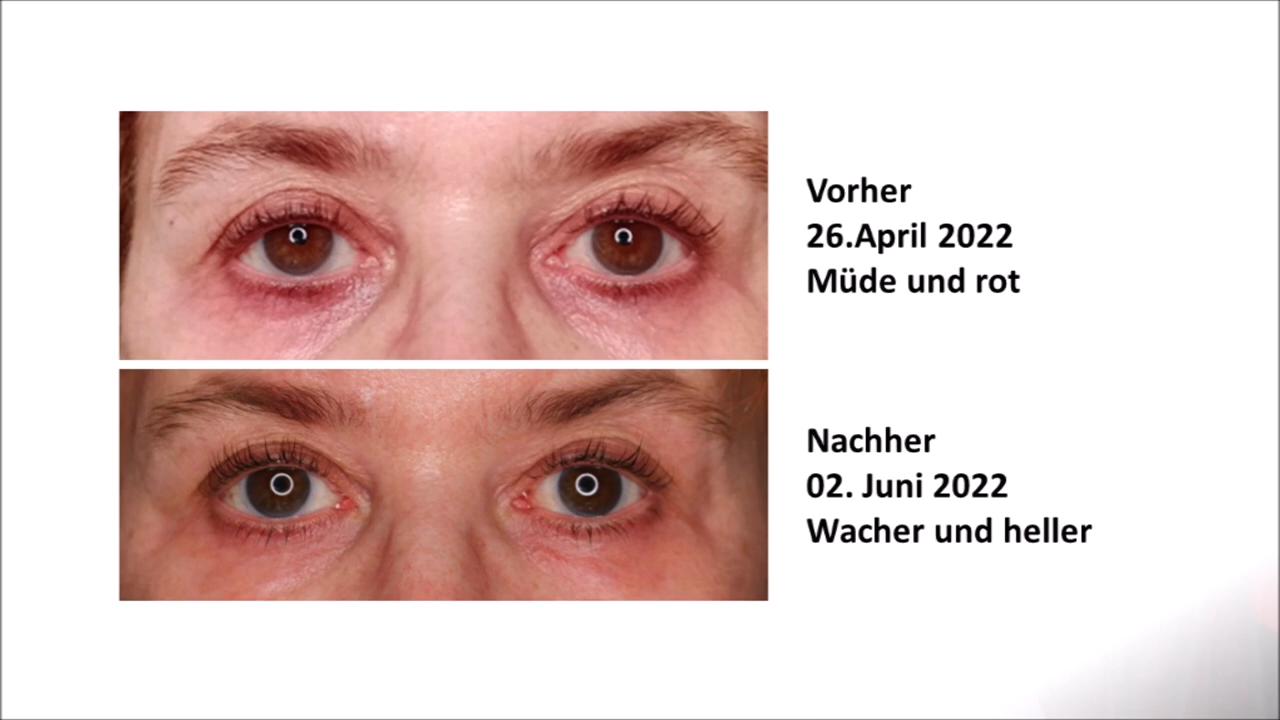 Vorher
26.April 2022
Müde und rot
Nachher
02. Juni 2022
Wacher und heller